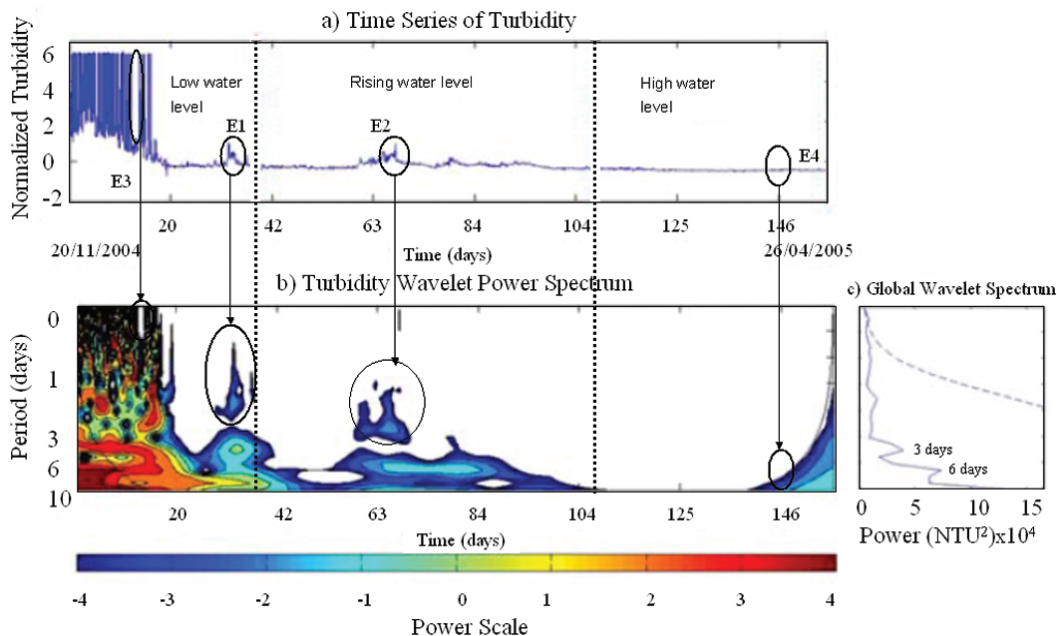 a) Time Series of Turbidity
Normalized Turbidity
6
4
2
0
-2
Low water
level
Rising water level
High water
level
E1
E2
E3
E4
20 42 63 84 104 125 146
20/11/2004 Time (days) 26/04/2005
b) Turbidity Wavelet Power Spectrum
Period (days)
0
1
3
6
10
20 42 63 84 104 125 146
Time (days)
c) Global Wavelet Spectrum
3 days
6 days
0 5 10 15
Power (NTU²)x10⁴
-4 -3 -2 -1 0 1 2 3 4
Power Scale